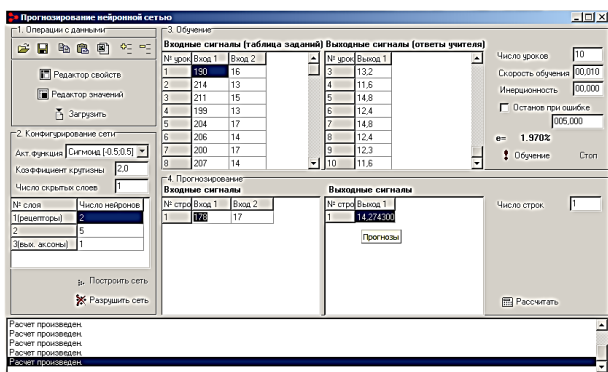 Прогнозирование нейронной сетью
1. Операции с данными
Редактор свойств
Редактор значений
Загрузить
2. Конфигурирование сети
Акт.функция Сигмоид [-0.5;0.5]
Коэффициент крутизны 2,0
Число скрытых слоев 1
№ слоя Число нейронов
1(рецепторы) 2
2 5
3(вых. аксоны) 1
Построить сеть
Разрушить сеть
3. Обучение
Входные сигналы (таблица заданий)
№ урок Вход 1 Вход 2
1 190 16
2 214 13
3 211 15
4 199 13
5 204 17
6 206 14
7 200 17
8 207 14
Выходные сигналы (ответы учителя)
№ урок Выход 1
3 13,2
4 11,6
5 14,8
6 12,4
7 14,8
8 12,4
9 12,3
10 11,6
Число уроков 10
Скорость обучения 00,010
Инерционность 00,000
Останов при ошибке
005,000
e= 1.970%
Обучение Стоп
4. Прогнозирование
Входные сигналы
№ стро Вход 1 Вход 2
1 178 17
Выходные сигналы
№ стро Выход 1
1 14,274300
Прогнозы
Число строк 1
Рассчитать
Расчет произведен.
Расчет произведен.
Расчет произведен.
Расчет произведен.
Расчет произведен.